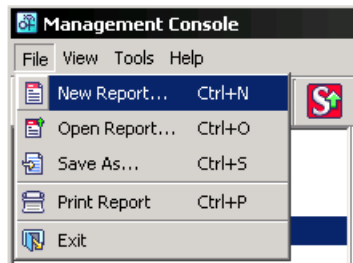 Management Console
File View Tools Help
New Report... Ctrl+N
Open Report... Ctrl+O
Save As... Ctrl+S
Print Report Ctrl+P
Exit
S